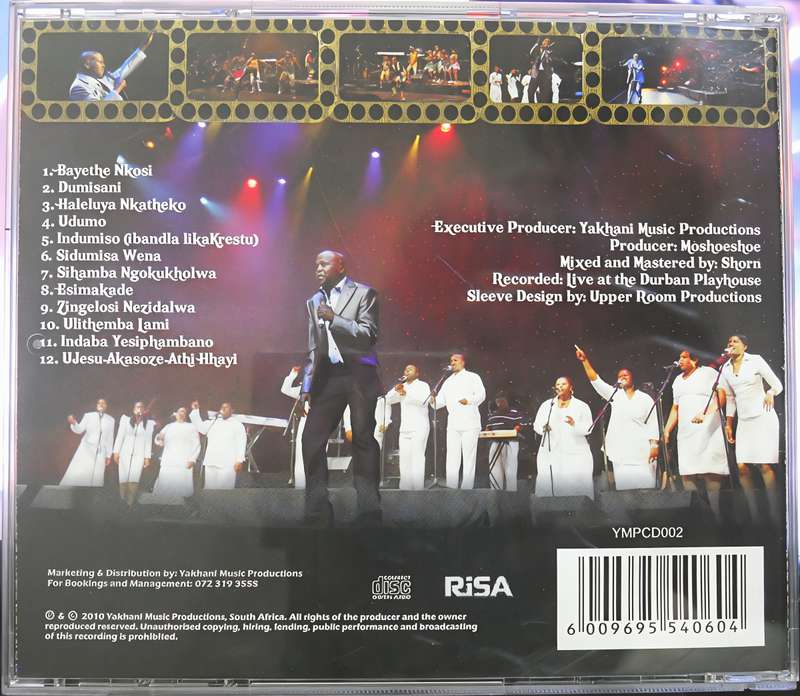 1. Bayethe Nkosi
2. Dumisani
3. Haleluya Nkatheko
4. Udumo
5. Indumiso (ibandla likaKrestu)
6. Sidumisa Wena
7. Sihamba Ngokukholwa
8. Esimakade
9. Zingelosi Nezidalwa
10. Ulithemba Lami
11. Indaba Yesiphambano
12. UJesu-Akasoze-Athi-Hhayi
Executive Producer: Yakhani Music Productions
Producer: Moshoeshoe
Mixed and Mastered by: Shorn
Recorded: Live at the Durban Playhouse
Sleeve Design by: Upper Room Productions
YMPCD002
Marketing & Distribution by: Yakhani Music Productions
For Bookings and Management: 072 319 3555
COMPACT
disc
DIGITAL AUDIO
RiSA
℗ & © 2010 Yakhani Music Productions, South Africa. All rights of the producer and the owner
reproduced reserved. Unauthorised copying, hiring, lending, public performance and broadcasting
of this recording is prohibited.
6 009695 540604